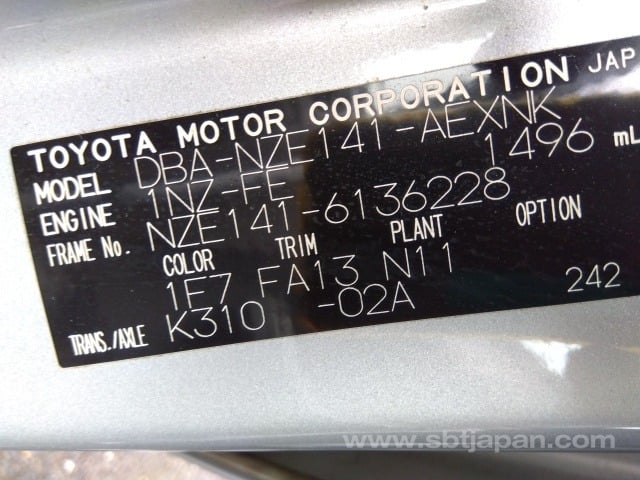 TOYOTA MOTOR CORPORATION JAP
MODEL DBA-NZE141-AEXNK
ENGINE 1NZ-FE 1496 mL
FRAME No. NZE141-6136228
COLOR TRIM PLANT OPTION
1E7 FA13 N11
TRANS./AXLE K310 -02A 242
www.sbtjapan.com